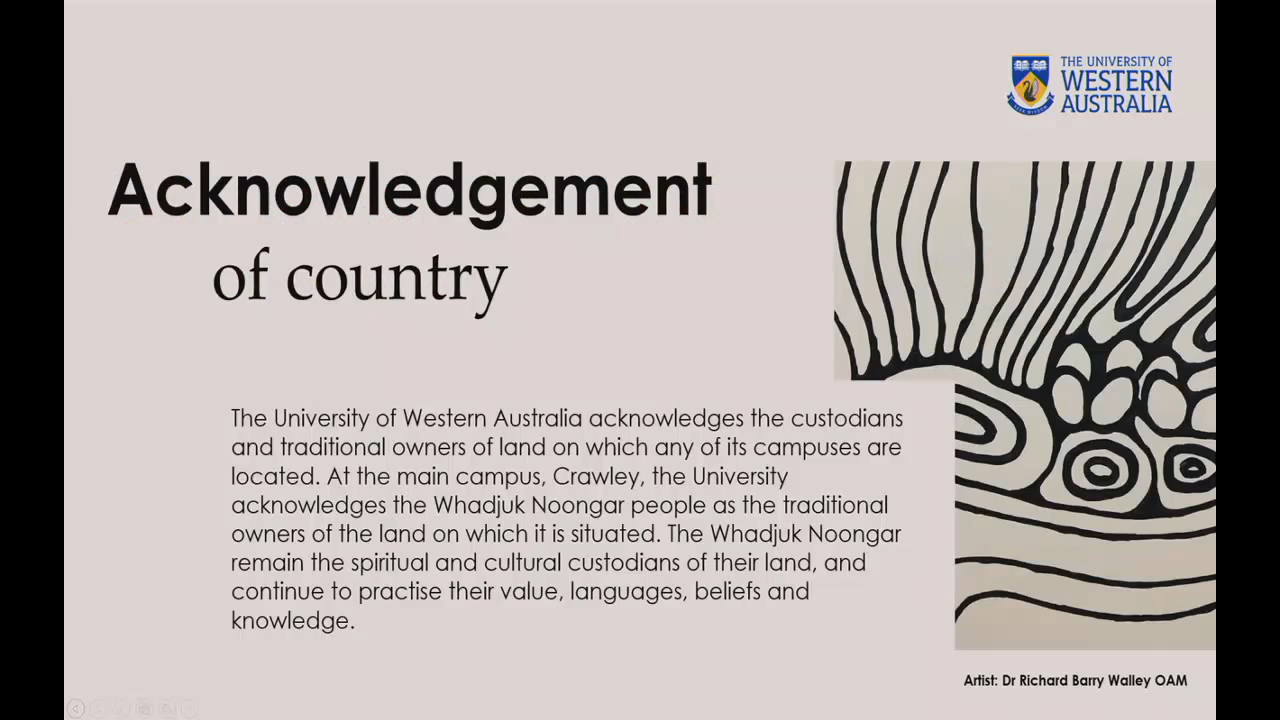 THE UNIVERSITY OF
WESTERN
AUSTRALIA
Acknowledgement
of country
The University of Western Australia acknowledges the custodians
and traditional owners of land on which any of its campuses are
located. At the main campus, Crawley, the University
acknowledges the Whadjuk Noongar people as the traditional
owners of the land on which it is situated. The Whadjuk Noongar
remain the spiritual and cultural custodians of their land, and
continue to practise their value, languages, beliefs and
knowledge.
Artist: Dr Richard Barry Walley OAM